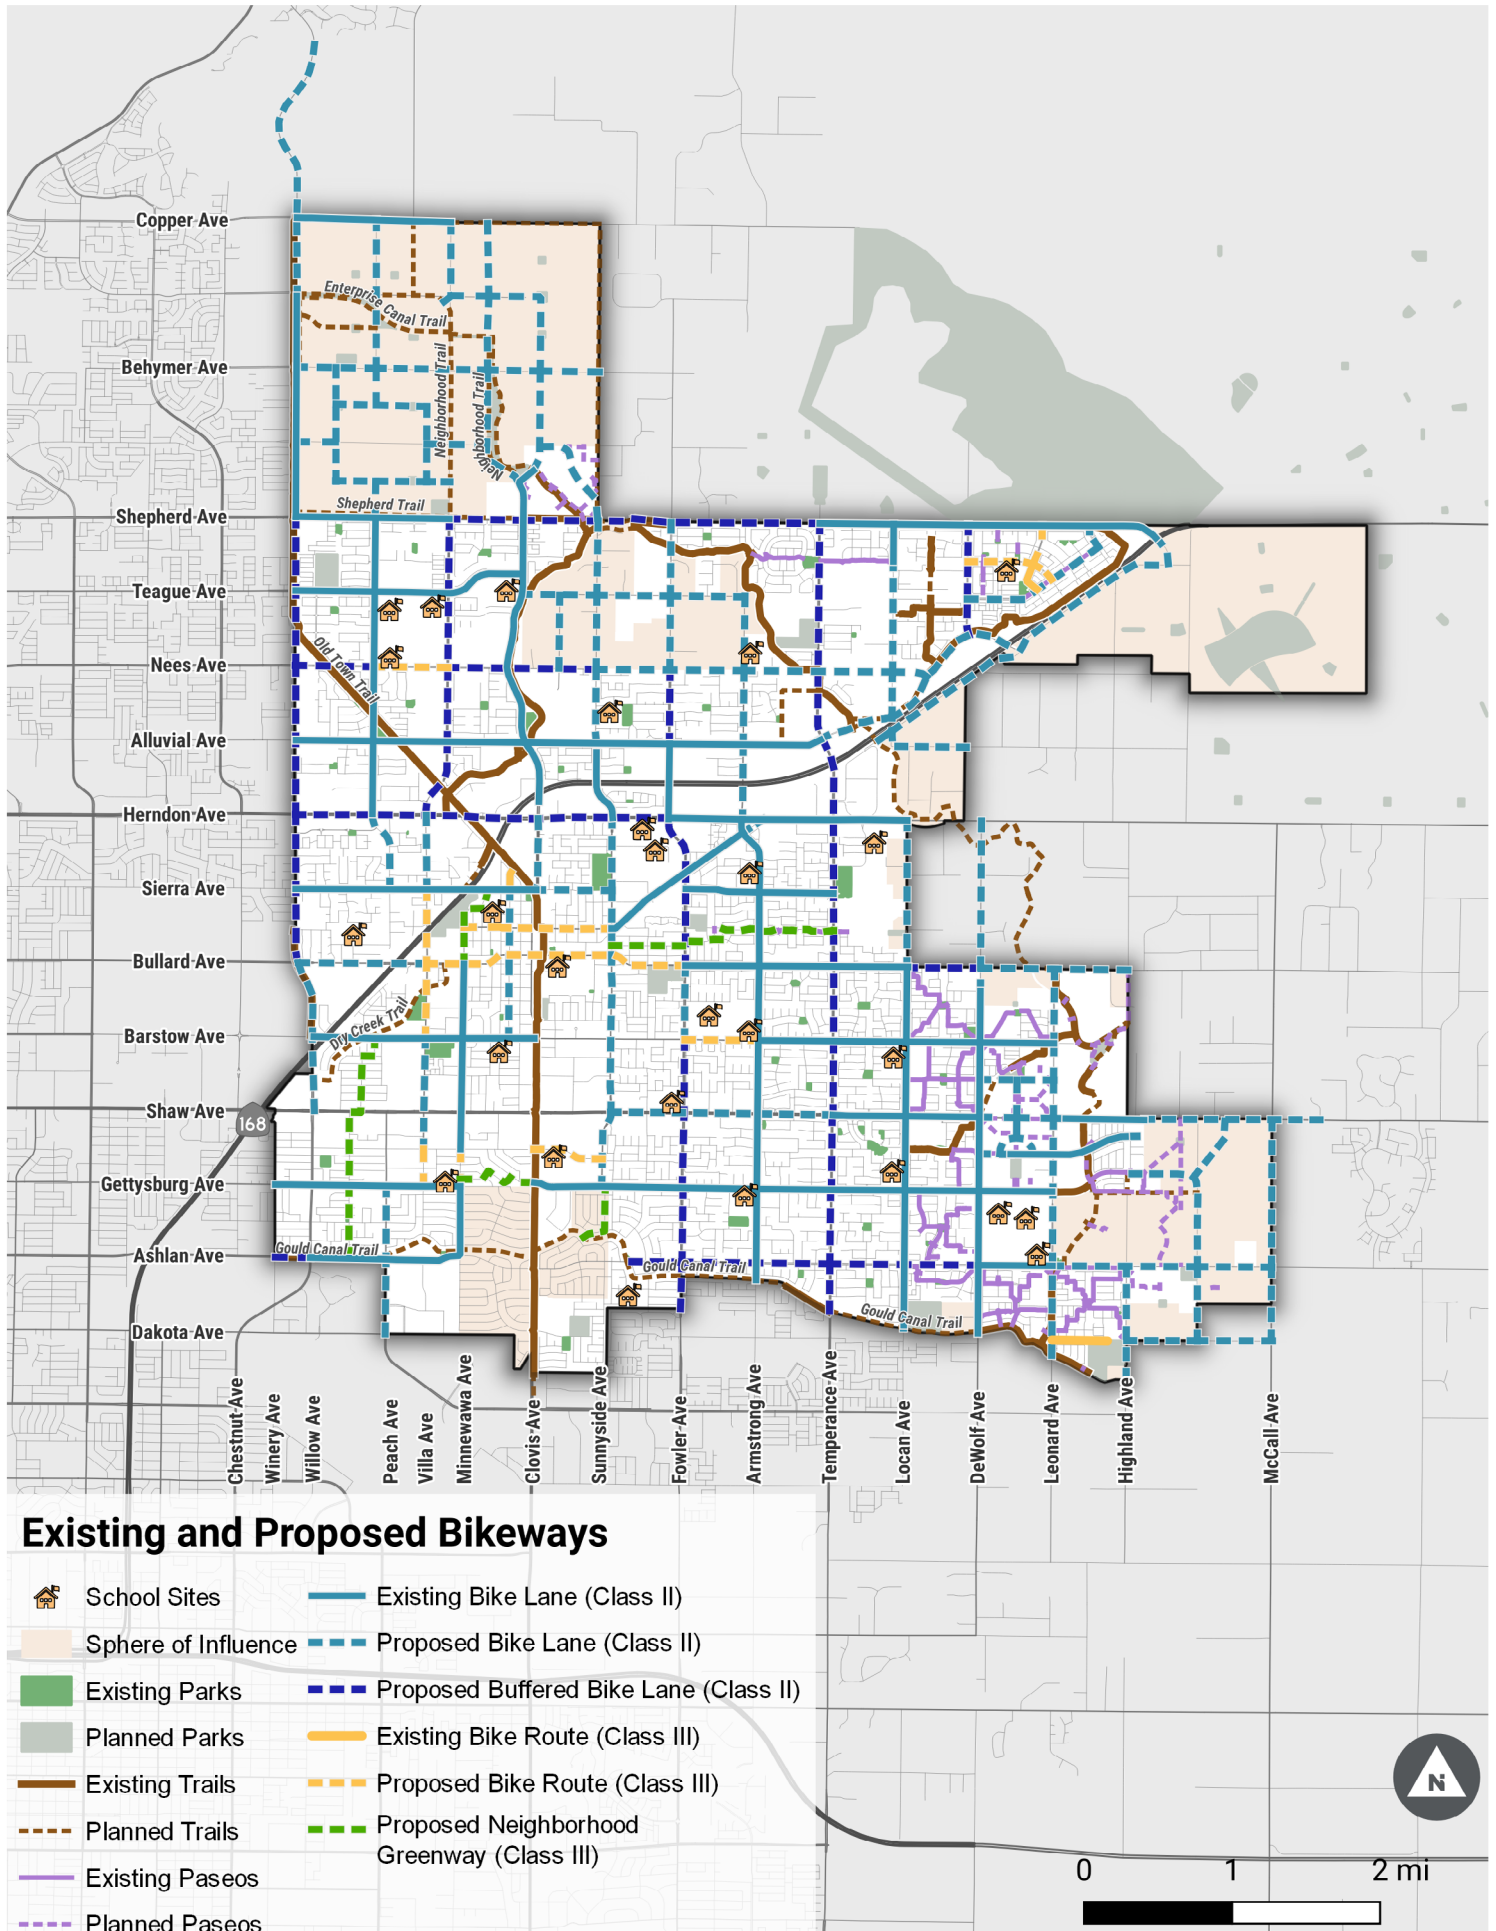 Copper Ave
Enterprise Canal Trail
Behymer Ave
Neighborhood Trail
Neighborhood Trail
Shepherd Trail
Shepherd Ave
Teague Ave
Old Town Trail
Nees Ave
Alluvial Ave
Herndon Ave
Sierra Ave
Bullard Ave
Dry Creek Trail
Barstow Ave
Shaw Ave
168
Gettysburg Ave
Gould Canal Trail
Ashlan Ave
Gould Canal Trail
Gould Canal Trail
Dakota Ave
Chestnut Ave
Winery Ave
Willow Ave
Peach Ave
Villa Ave
Minnewawa Ave
Clovis Ave
Sunnyside Ave
Fowler Ave
Armstrong Ave
Temperance Ave
Locan Ave
DeWolf Ave
Leonard Ave
Highland Ave
McCall Ave
Existing and Proposed Bikeways
School Sites
Sphere of Influence
Existing Parks
Planned Parks
Existing Trails
Planned Trails
Existing Paseos
Planned Paseos
Existing Bike Lane (Class II)
Proposed Bike Lane (Class II)
Proposed Buffered Bike Lane (Class II)
Existing Bike Route (Class III)
Proposed Bike Route (Class III)
Proposed Neighborhood
Greenway (Class III)
N
0 1 2 mi